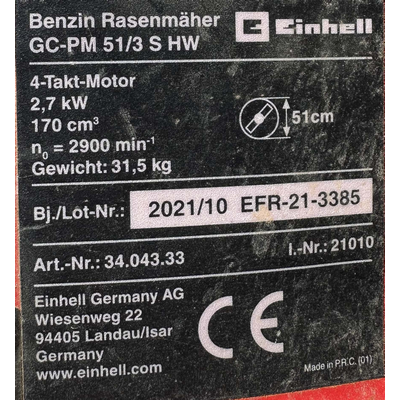 Benzin Rasenmäher
GC-PM 51/3 S HW
Einhell
4-Takt-Motor
2,7 kW
170 cm³
n₀ = 2900 min⁻¹
Gewicht: 31,5 kg
51cm
Bj./Lot-Nr.: 2021/10 EFR-21-3385
Art.-Nr.: 34.043.33 I.-Nr.: 21010
Einhell Germany AG
Wiesenweg 22
94405 Landau/Isar
Germany
www.einhell.com
CE
Made in P.R.C. (01)